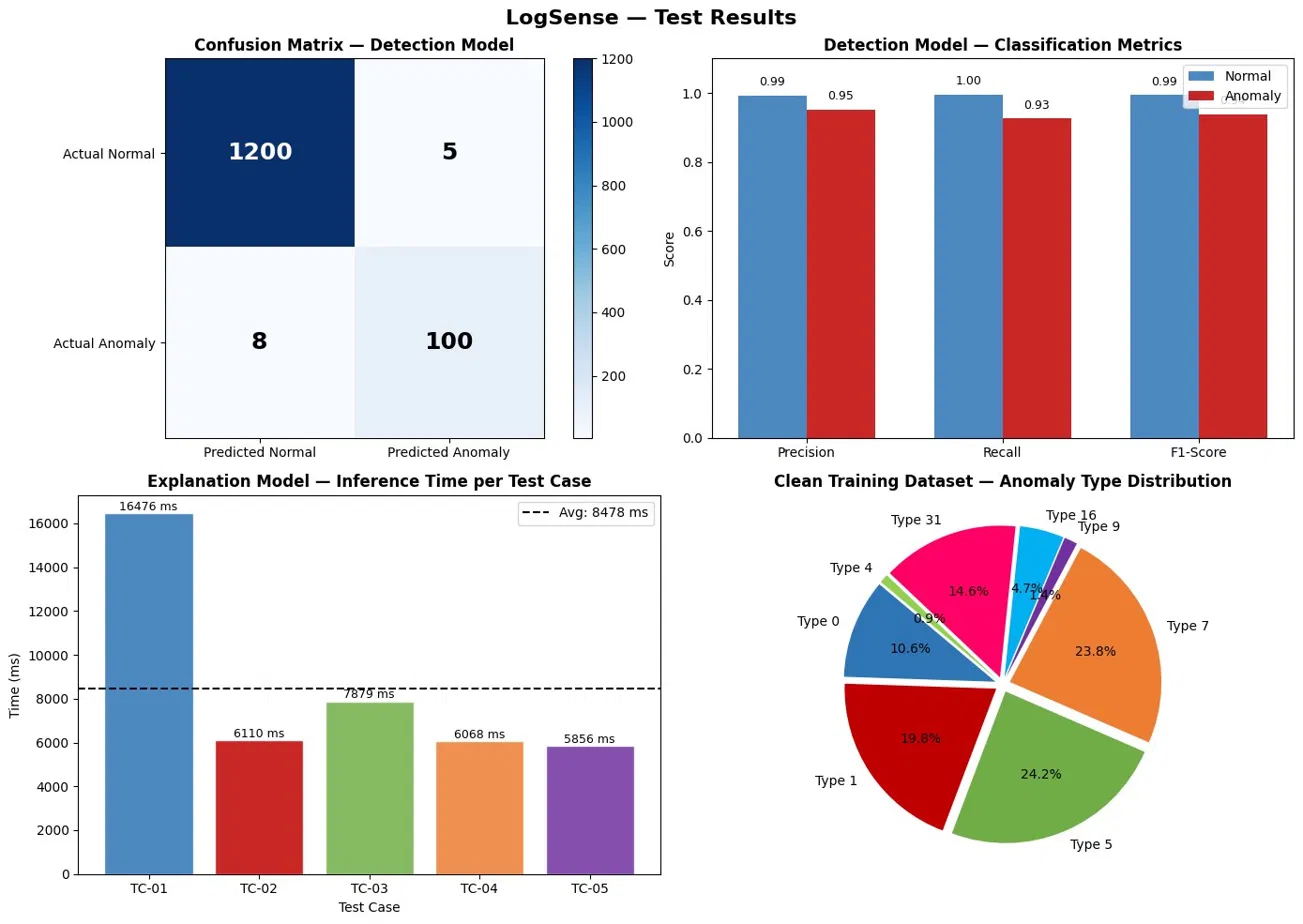 LogSense — Test Results
Confusion Matrix — Detection Model
1200
5
8
100
Actual Normal
Actual Anomaly
Predicted Normal
Predicted Anomaly
1200
1000
800
600
400
200
Detection Model — Classification Metrics
Normal
Anomaly
0.99
0.95
1.00
0.93
0.99
1.0
0.8
0.6
0.4
0.2
0.0
Score
Precision
Recall
F1-Score
Explanation Model — Inference Time per Test Case
Avg: 8478 ms
16476 ms
6110 ms
7879 ms
6068 ms
5856 ms
16000
14000
12000
10000
8000
6000
4000
2000
0
Time (ms)
TC-01
TC-02
TC-03
TC-04
TC-05
Test Case
Clean Training Dataset — Anomaly Type Distribution
Type 16
Type 9
Type 31
Type 4
Type 0
Type 7
Type 1
Type 5
14.6%
4.7%
1.4%
0.9%
10.6%
23.8%
19.8%
24.2%